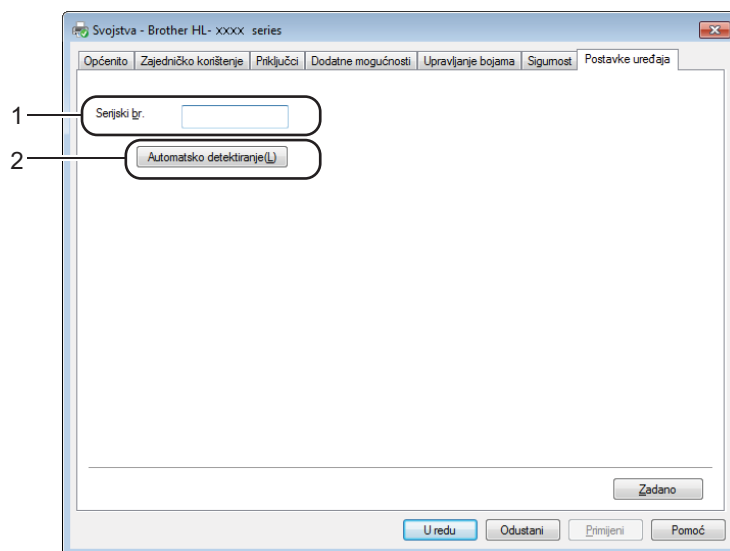 Svojstva - Brother HL- xxxx series
Općenito Zajedničko korištenje Priključci Dodatne mogućnosti Upravljanje bojama Sigurnost Postavke uređaja
1 Serijski br.
2 Automatsko detektiranje(L)
Zadano
U redu Odustani Primijeni Pomoć